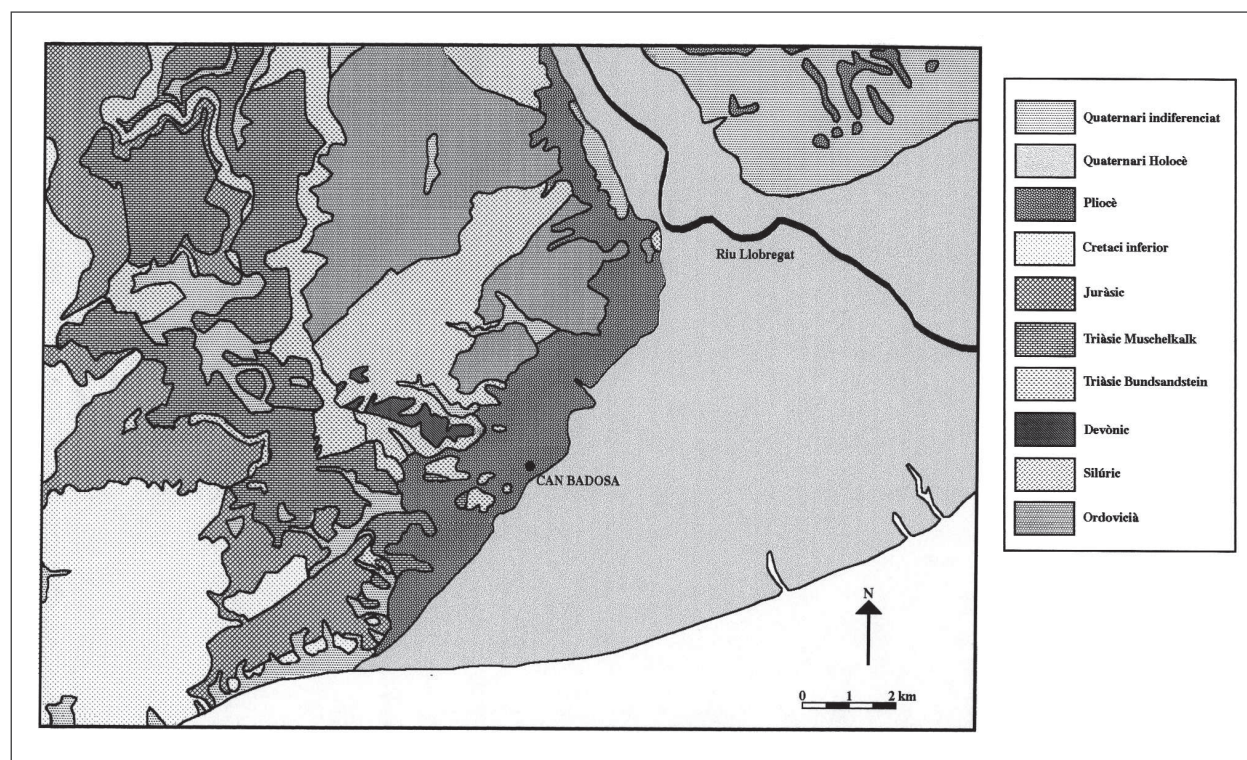 Riu Llobregat
CAN BADOSA
N
0 1 2 km
Quaternari indiferenciat
Quaternari Holocè
Pliocè
Cretaci inferior
Juràsic
Triàsic Muschelkalk
Triàsic Bundsandstein
Devònic
Silúric
Ordovicià